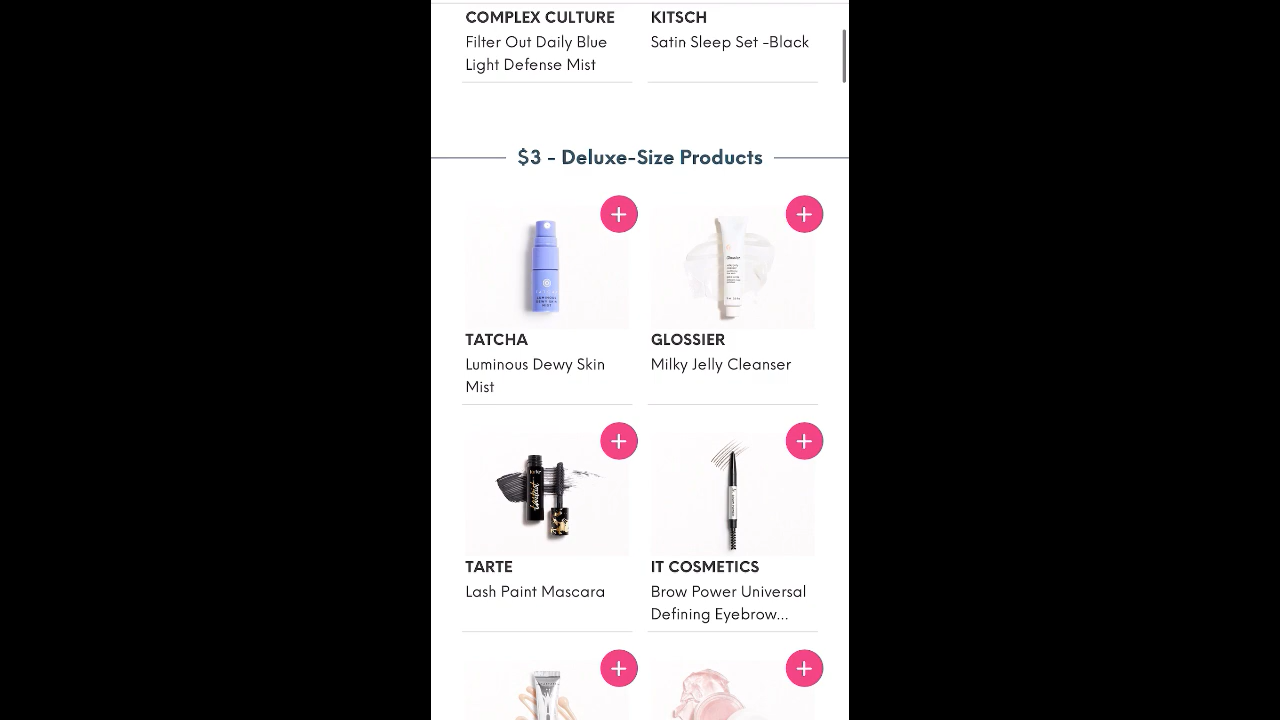 COMPLEX CULTURE
Filter Out Daily Blue
Light Defense Mist
KITSCH
Satin Sleep Set -Black
$3 - Deluxe-Size Products
TATCHA
Luminous Dewy Skin
Mist
GLOSSIER
Milky Jelly Cleanser
TARTE
Lash Paint Mascara
IT COSMETICS
Brow Power Universal
Defining Eyebrow...